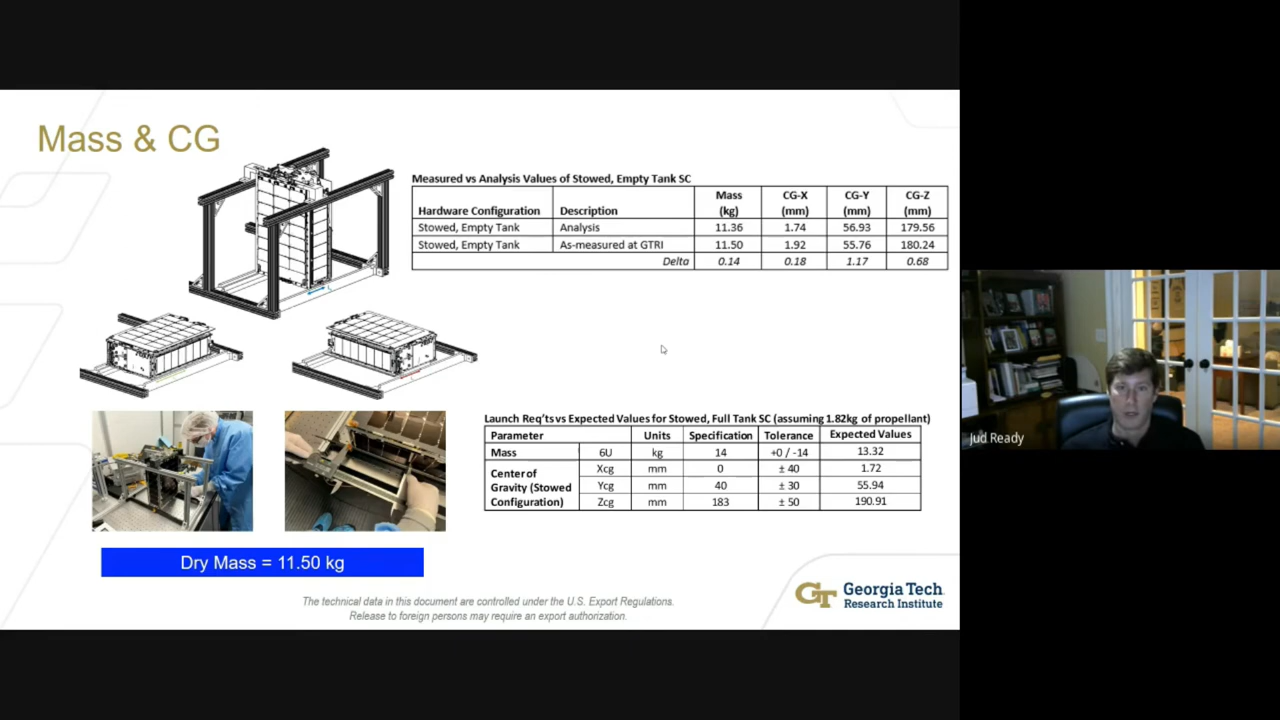 Mass & CG
Measured vs Analysis Values of Stowed, Empty Tank SC
Hardware Configuration Description Mass (kg) CG-X (mm) CG-Y (mm) CG-Z (mm)
Stowed, Empty Tank Analysis 11.36 1.74 56.93 179.56
Stowed, Empty Tank As-measured at GTRI 11.50 1.92 55.76 180.24
Delta 0.14 0.18 1.17 0.68
Launch Req'ts vs Expected Values for Stowed, Full Tank SC (assuming 1.82kg of propellant)
Parameter Units Specification Tolerance Expected Values
Mass 6U kg 14 +0 / -14 13.32
Center of Gravity (Stowed Configuration) Xcg mm 0 ± 40 1.72
Ycg mm 40 ± 30 55.94
Zcg mm 183 ± 50 190.91
Dry Mass = 11.50 kg
The technical data in this document are controlled under the U.S. Export Regulations.
Release to foreign persons may require an export authorization.
GT Georgia Tech
Research Institute
Jud Ready